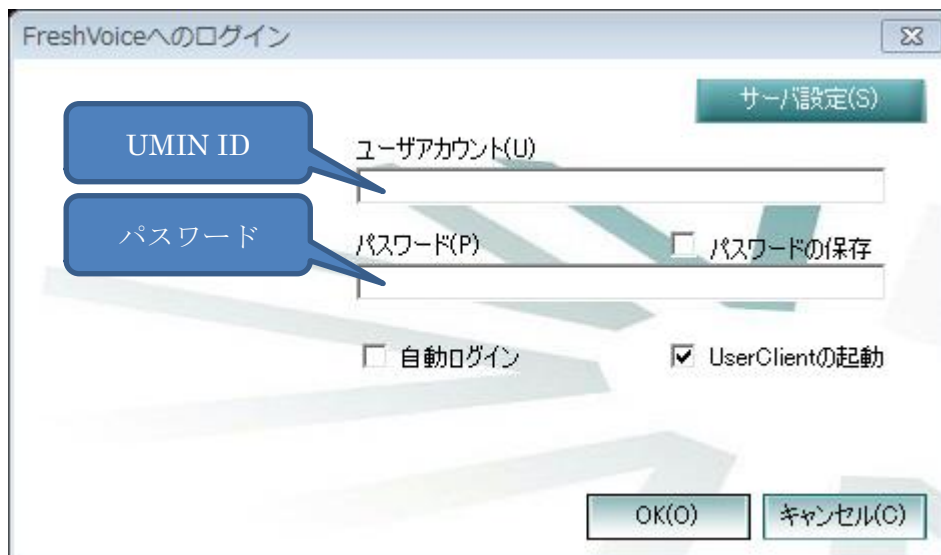 FreshVoiceへのログイン
サーバ設定(S)
UMIN ID
ユーザアカウント(U)
パスワード
パスワード(P)
パスワードの保存
自動ログイン
UserClientの起動
OK(O)
キャンセル(C)